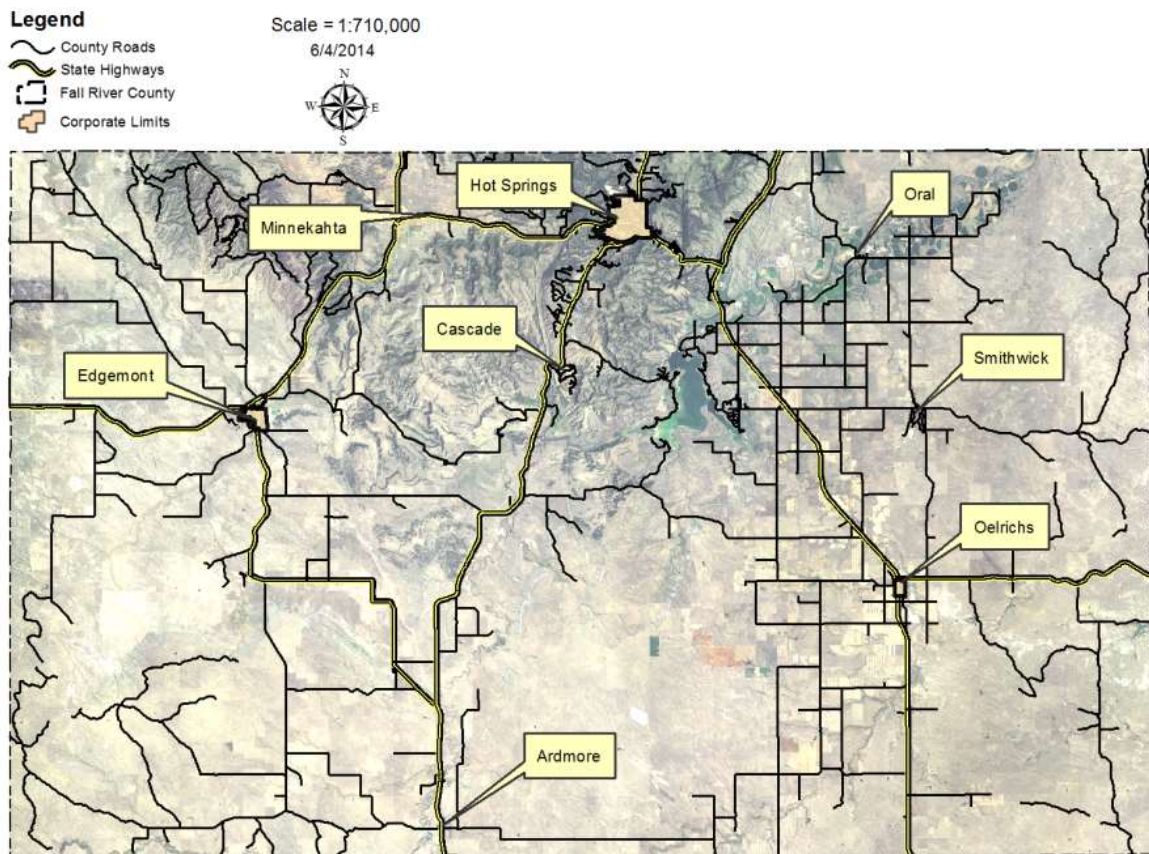 Legend
County Roads
State Highways
Fall River County
Corporate Limits
Scale = 1:710,000
6/4/2014
N
W E
S
Hot Springs
Oral
Minnekahta
Cascade
Smithwick
Edgemont
Oelrichs
Ardmore